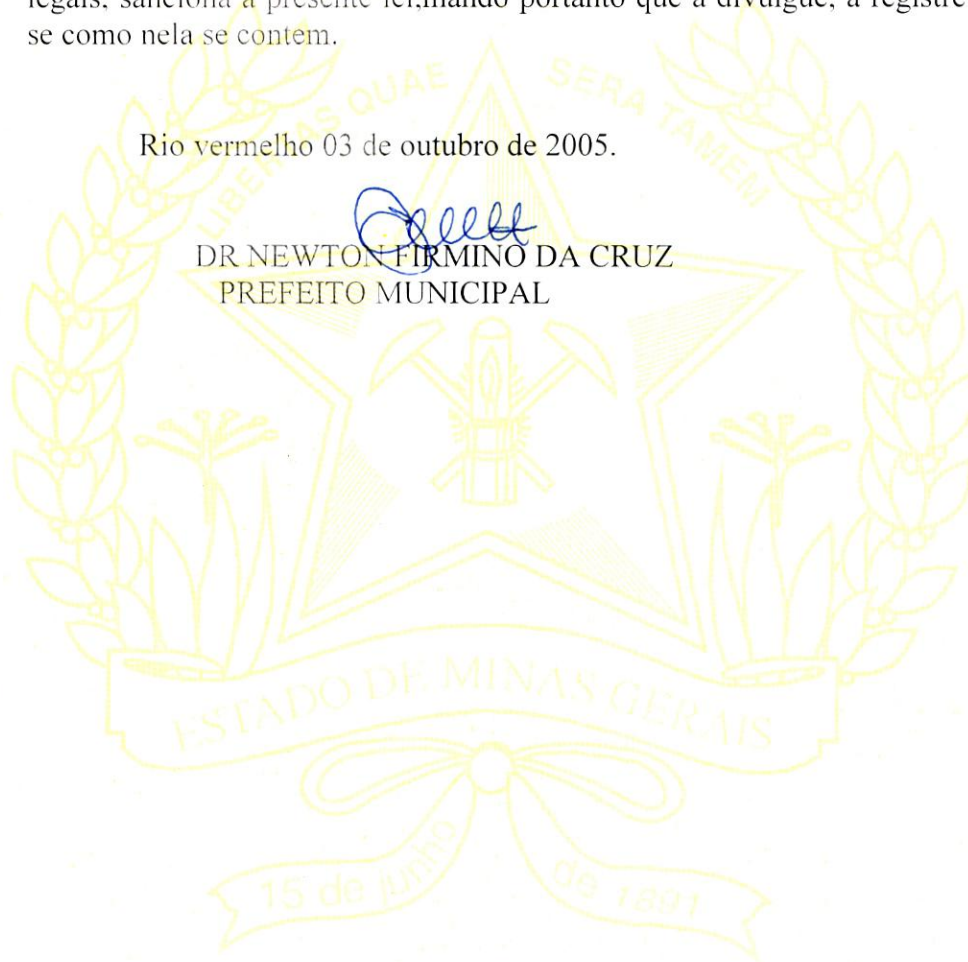 legais, sanciona a presente lei,mando portanto que a divulgue, a registre
se como nela se contem.
Rio vermelho 03 de outubro de 2005.
DR NEWTON FIRMINO DA CRUZ
PREFEITO MUNICIPAL
LIBERTAS QUAE SERA TAMEM
ESTADO DE MINAS GERAIS
15 de junho de 1891